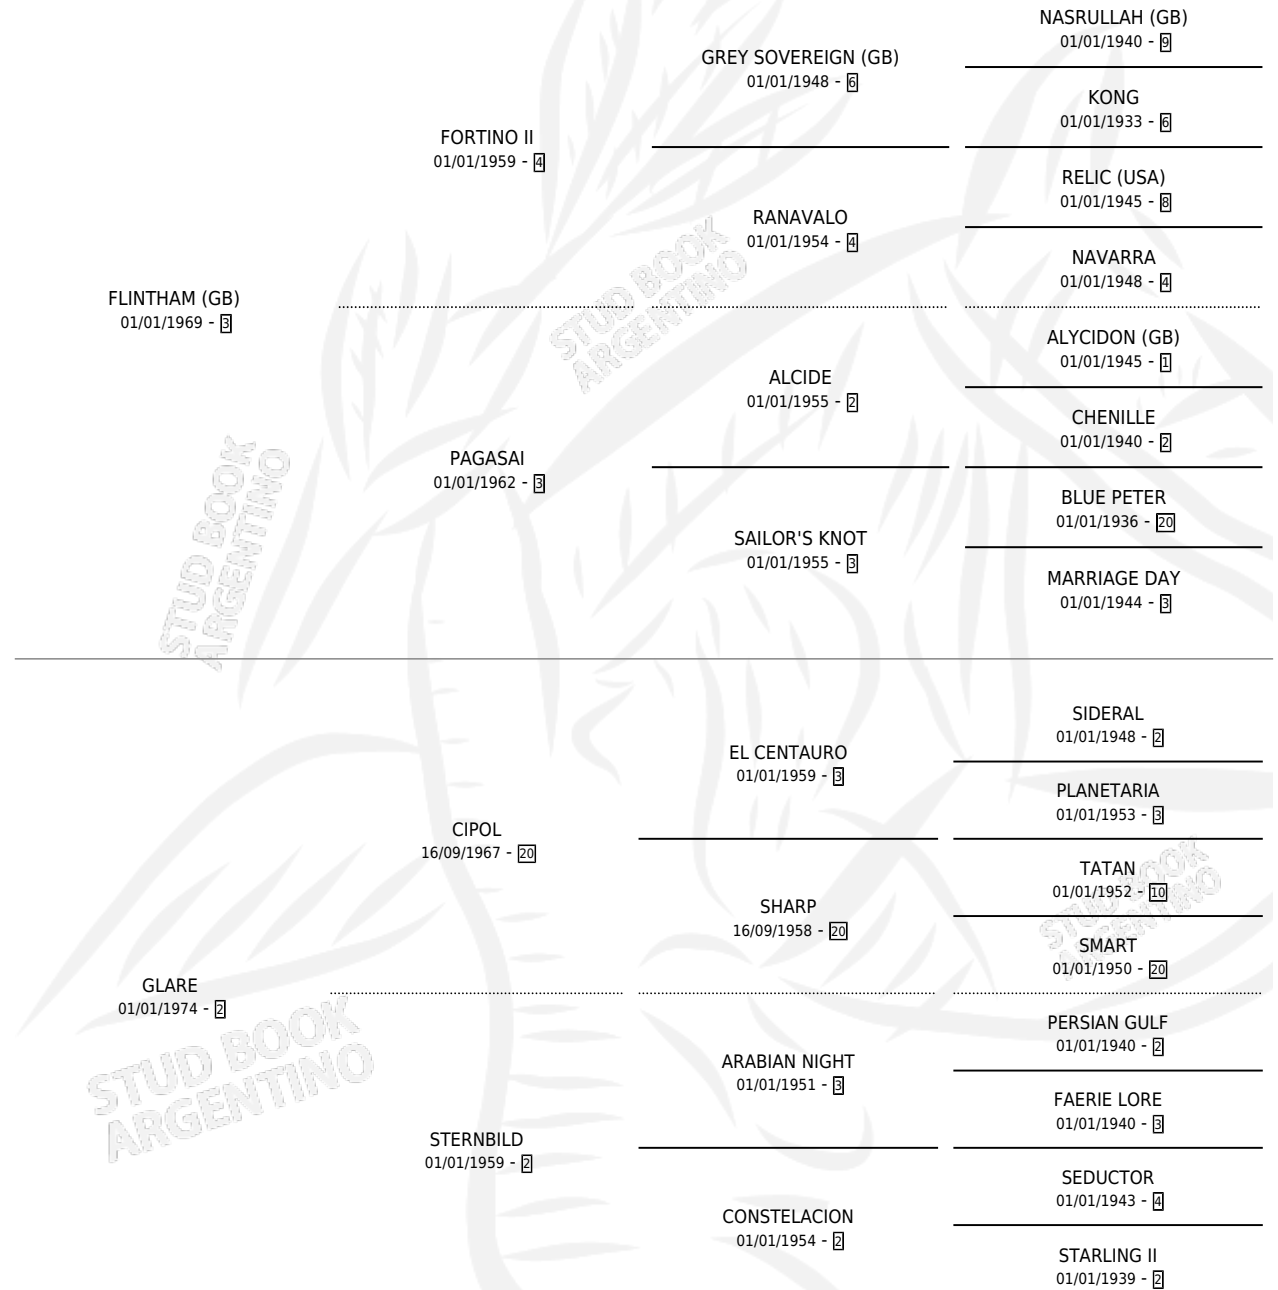 NASRULLAH (GB)
01/01/1940 - 9
GREY SOVEREIGN (GB)
01/01/1948 - 6
KONG
01/01/1933 - 6
FORTINO II
01/01/1959 - 4
RELIC (USA)
01/01/1945 - 8
RANAVALO
01/01/1954 - 4
NAVARRA
01/01/1948 - 4
FLINTHAM (GB)
01/01/1969 - 3
ALYCIDON (GB)
01/01/1945 - 1
ALCIDE
01/01/1955 - 2
CHENILLE
01/01/1940 - 2
PAGASAI
01/01/1962 - 3
BLUE PETER
01/01/1936 - 20
SAILOR'S KNOT
01/01/1955 - 3
MARRIAGE DAY
01/01/1944 - 3
SIDERAL
01/01/1948 - 2
EL CENTAURO
01/01/1959 - 3
PLANETARIA
01/01/1953 - 3
CIPOL
16/09/1967 - 20
TATAN
01/01/1952 - 10
SHARP
16/09/1958 - 20
SMART
01/01/1950 - 20
GLARE
01/01/1974 - 2
PERSIAN GULF
01/01/1940 - 2
ARABIAN NIGHT
01/01/1951 - 3
FAERIE LORE
01/01/1940 - 3
STERNBILD
01/01/1959 - 2
SEDUCTOR
01/01/1943 - 4
CONSTELACION
01/01/1954 - 2
STARLING II
01/01/1939 - 2
STUD BOOK
ARGENTINO
STUD BOOK
ARGENTINO
STUD BOOK
ARGENTINO
STUD BOOK
ARGENTINO